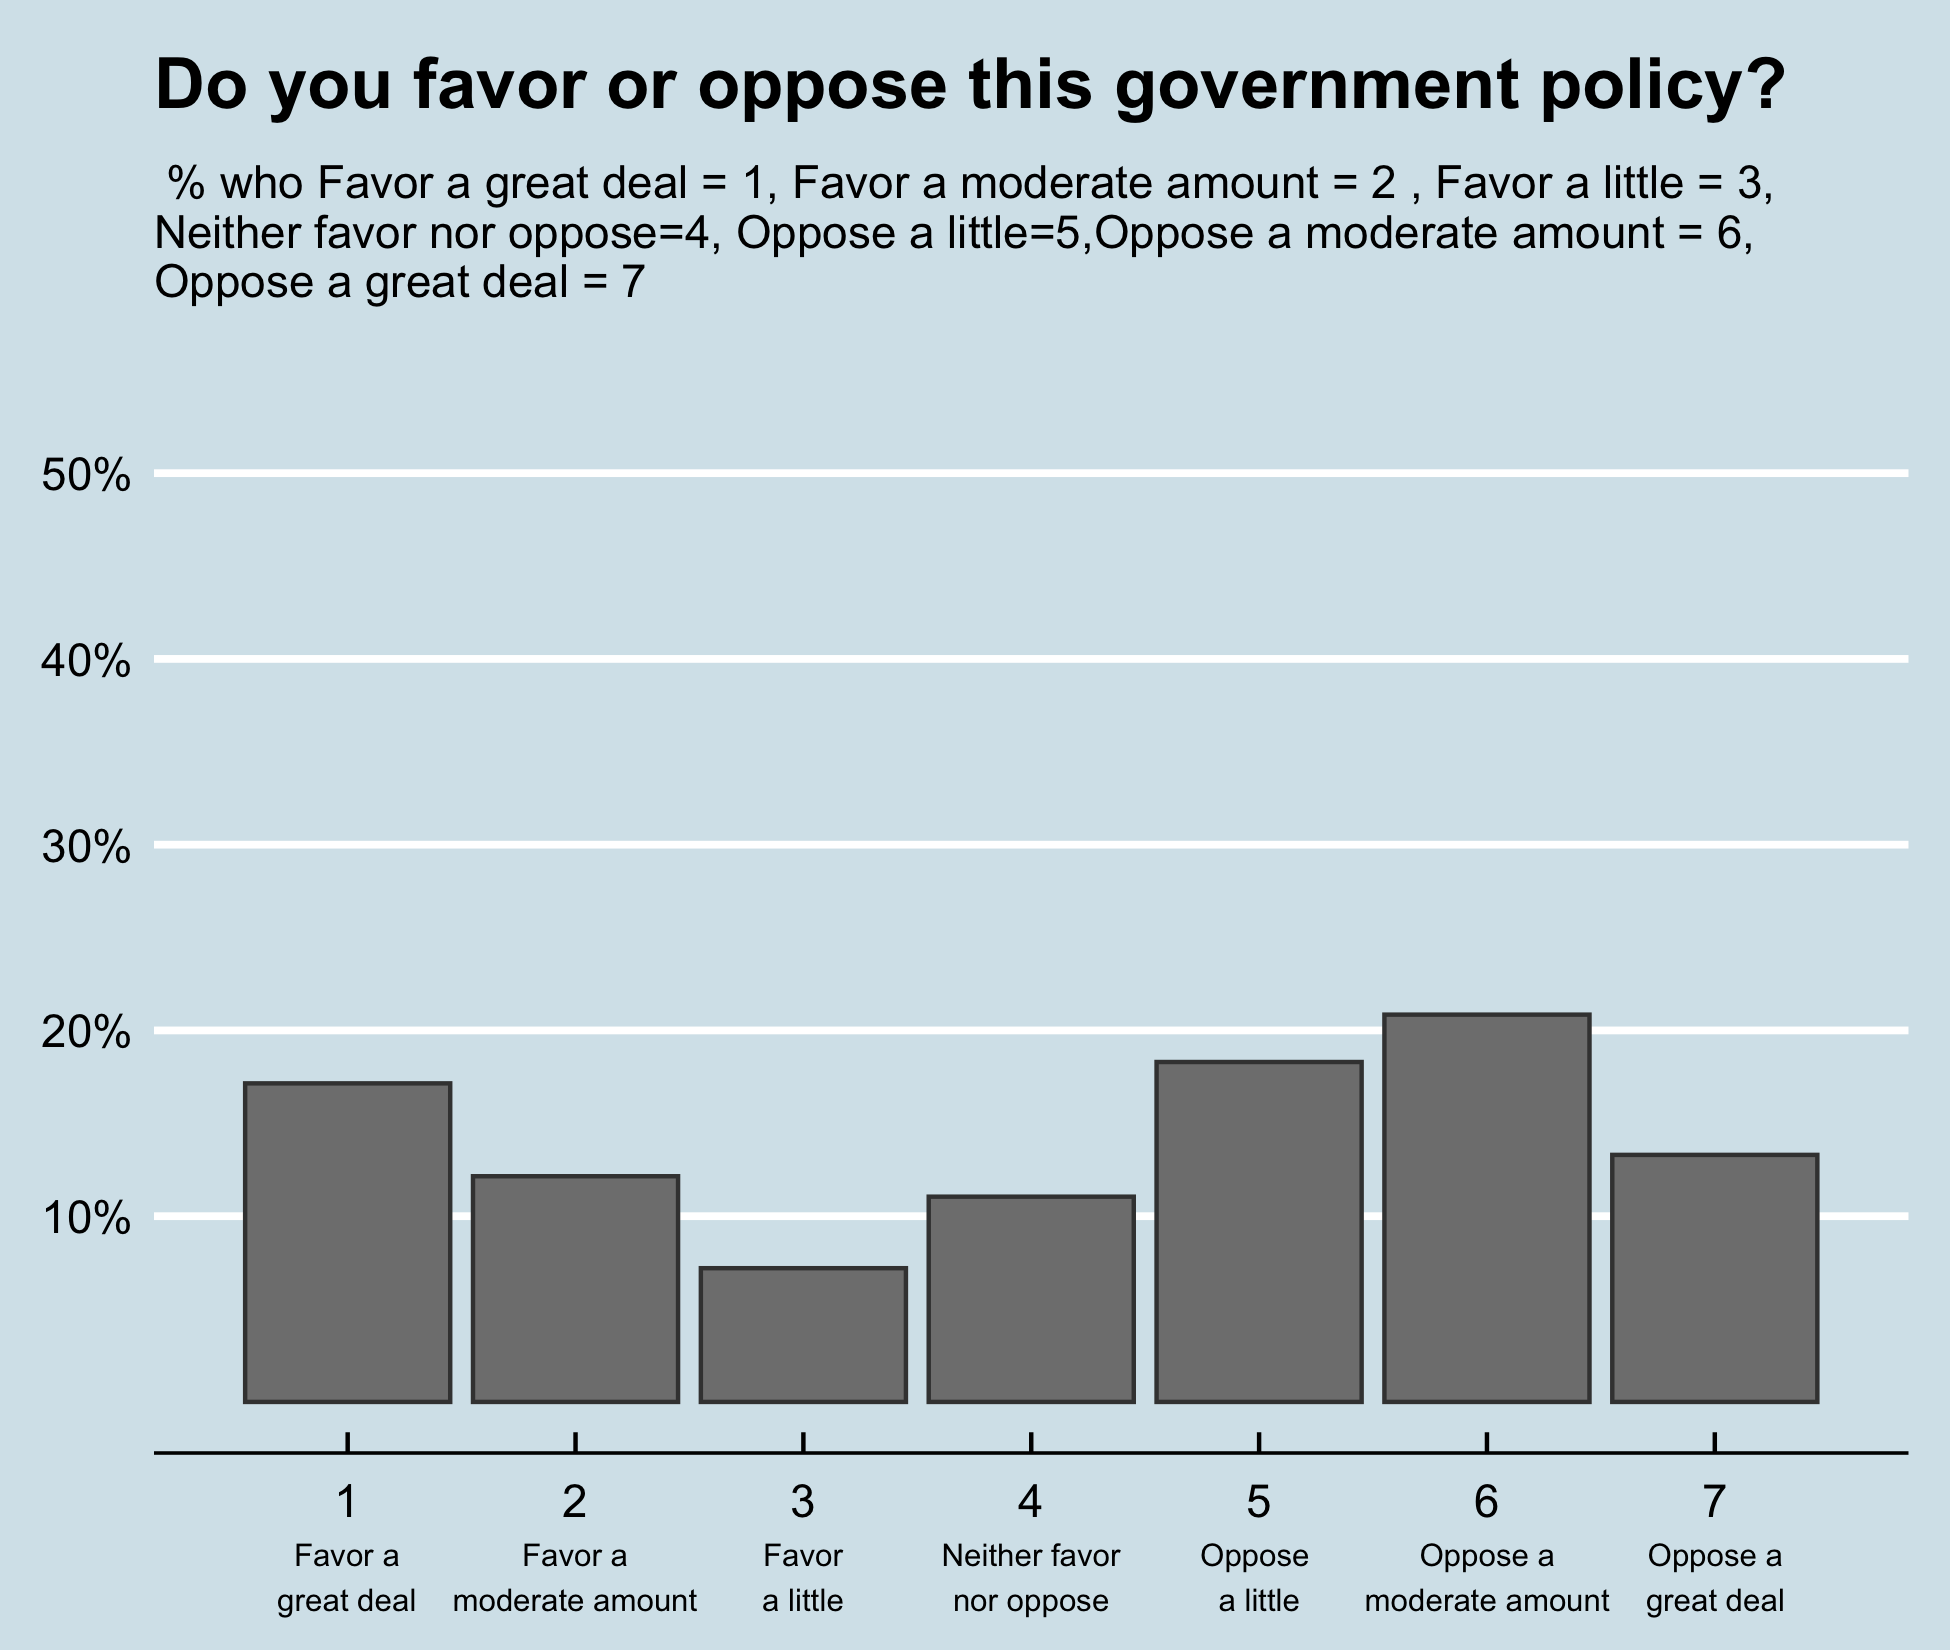 Do you favor or oppose this government policy?
% who Favor a great deal = 1, Favor a moderate amount = 2 , Favor a little = 3,
Neither favor nor oppose=4, Oppose a little=5,Oppose a moderate amount = 6,
Oppose a great deal = 7
50%
40%
30%
20%
10%
1 2 3 4 5 6 7
Favor a Favor a Favor Neither favor Oppose Oppose a Oppose a
great deal moderate amount a little nor oppose a little moderate amount great deal